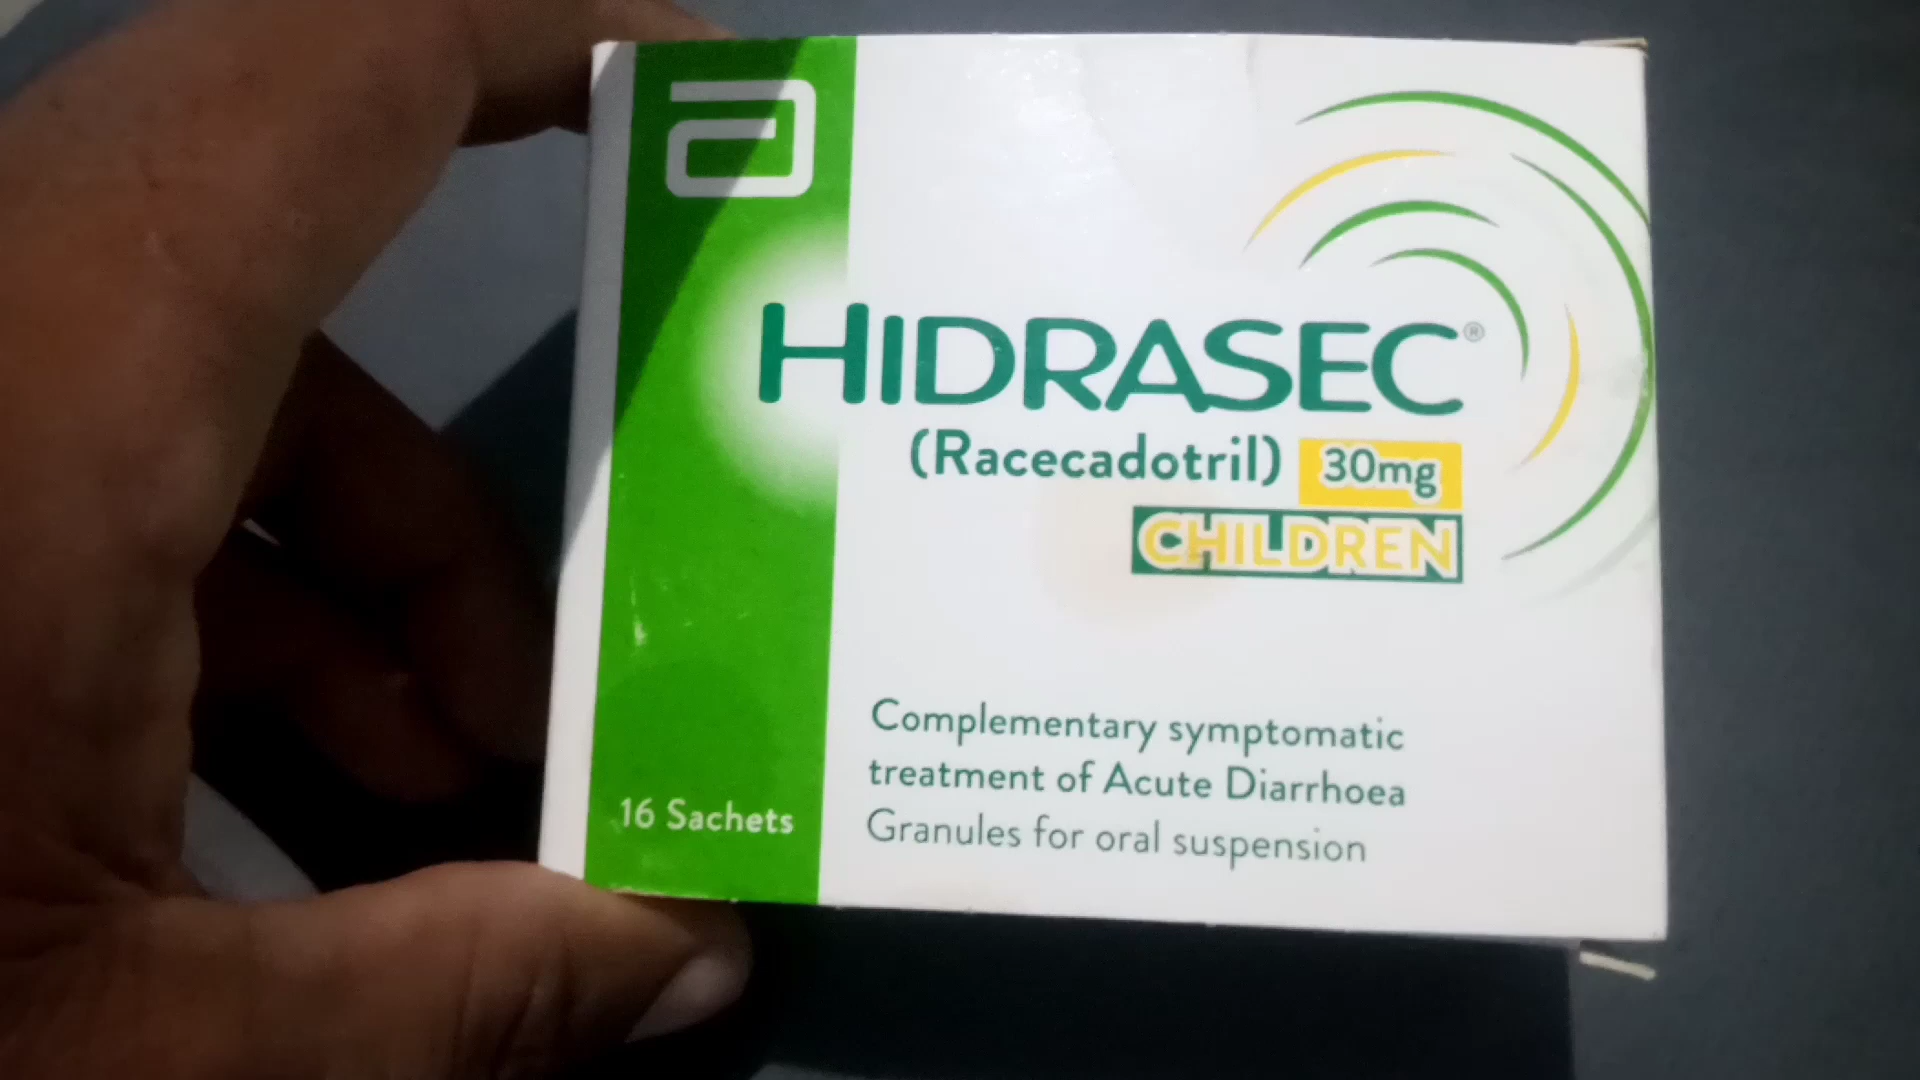 HIDRASEC®
(Racecadotril) 30mg
CHILDREN
Complementary symptomatic
treatment of Acute Diarrhoea
Granules for oral suspension
16 Sachets